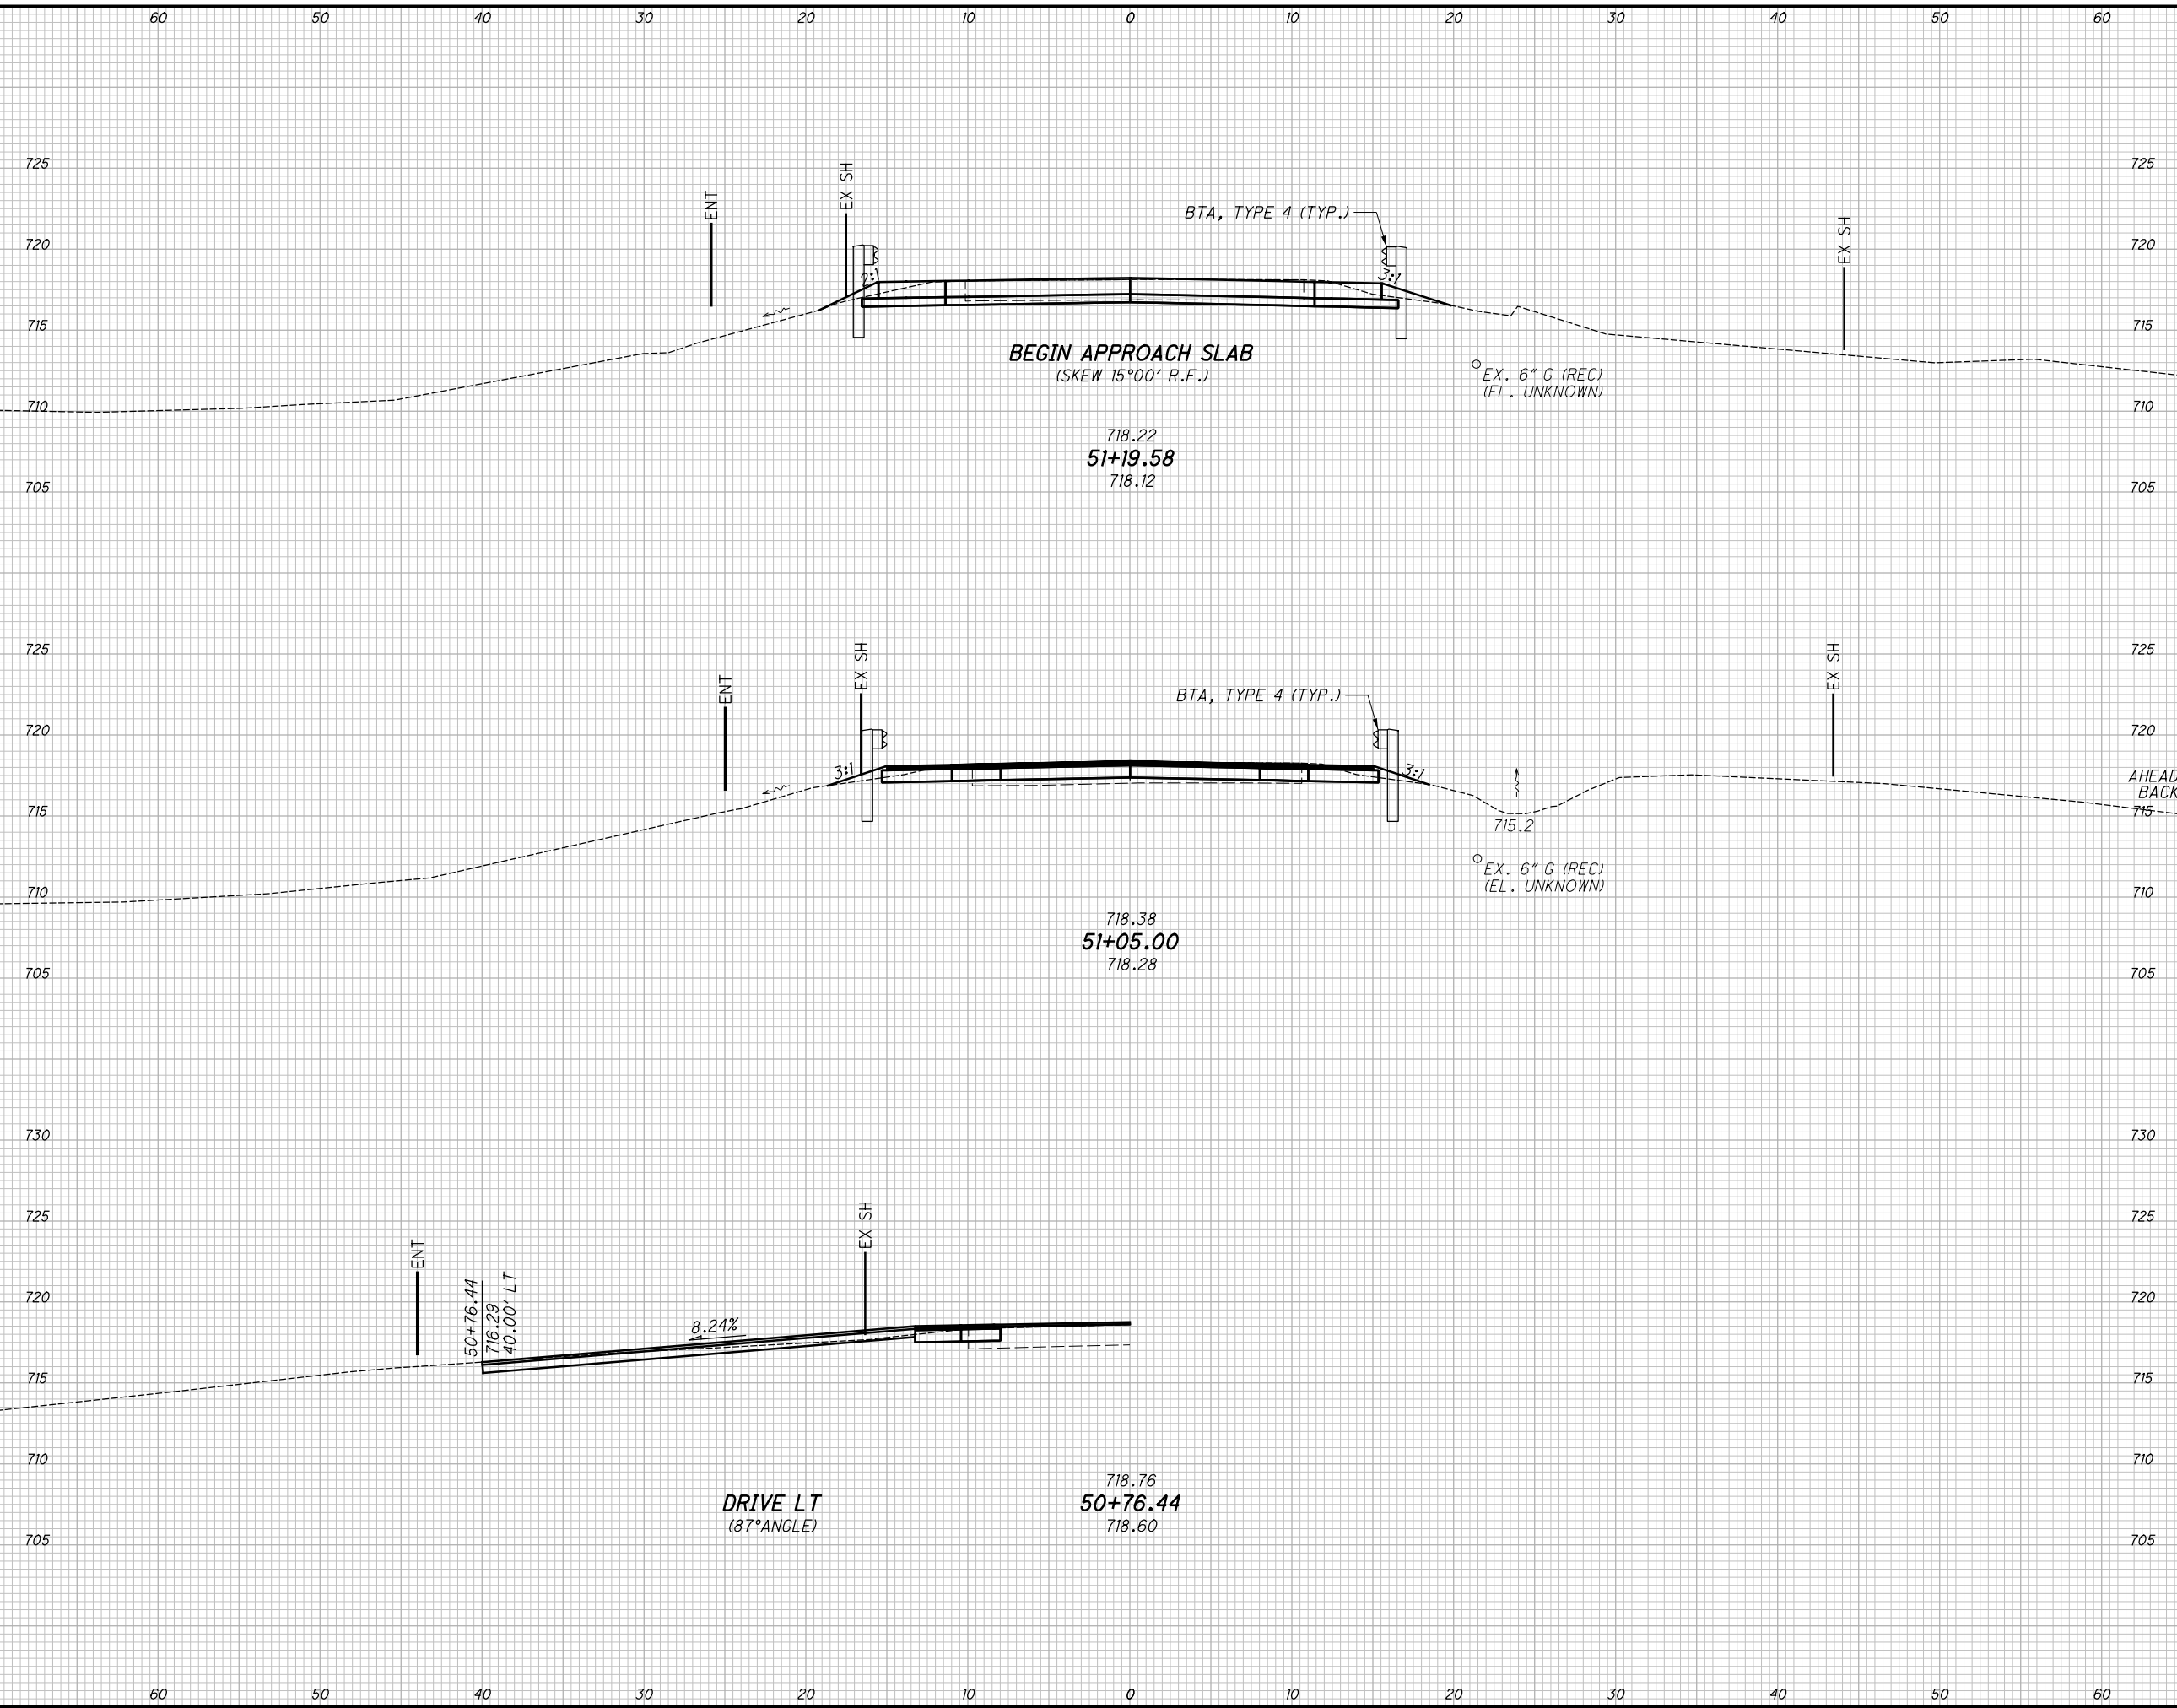 60 50 40 30 20 10 0 10 20 30 40 50 60
725 725
EX SH
ENT
BTA, TYPE 4 (TYP.)
EX SH
720 720
2:1 3:1
715 715
BEGIN APPROACH SLAB
(SKEW 15°00' R.F.)
EX. 6" G (REC)
(EL. UNKNOWN)
710 710
718.22
51+19.58
718.12
705 705
725 725
EX SH
EX SH
ENT
BTA, TYPE 4 (TYP.)
720 720
3:1 3:1
AHEAD
BACK
715 715
715.2
EX. 6" G (REC)
(EL. UNKNOWN)
710 710
718.38
51+05.00
718.28
705 705
730 730
725 725
EX SH
ENT
720 720
50+76.44
716.29
40.00' LT
8.24%
715 715
710 710
718.76
DRIVE LT 50+76.44
(87°ANGLE) 718.60
705 705
60 50 40 30 20 10 0 10 20 30 40 50 60